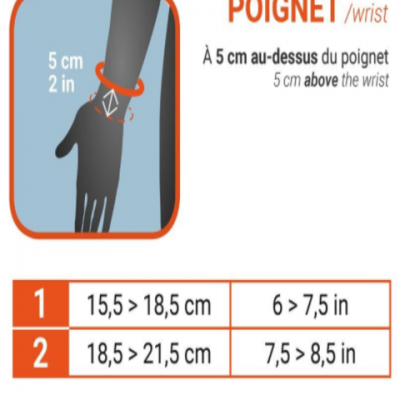 POIGNET /wrist
À 5 cm au-dessus du poignet
5 cm above the wrist
5 cm
2 in
1 15,5 > 18,5 cm 6 > 7,5 in
2 18,5 > 21,5 cm 7,5 > 8,5 in